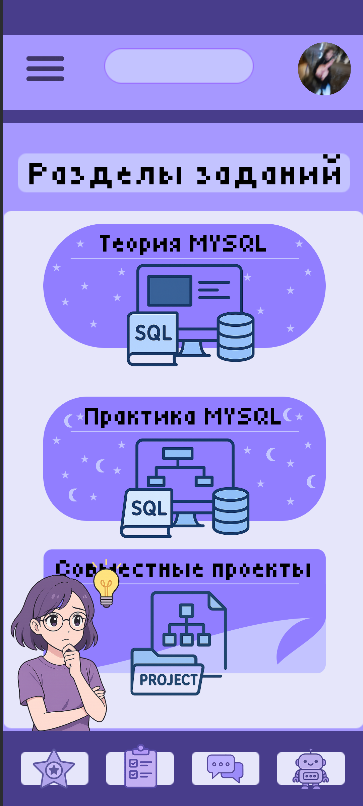 Разделы заданий
Теория MYSQL
SQL
Практика MYSQL
SQL
Совместные проекты
PROJECT